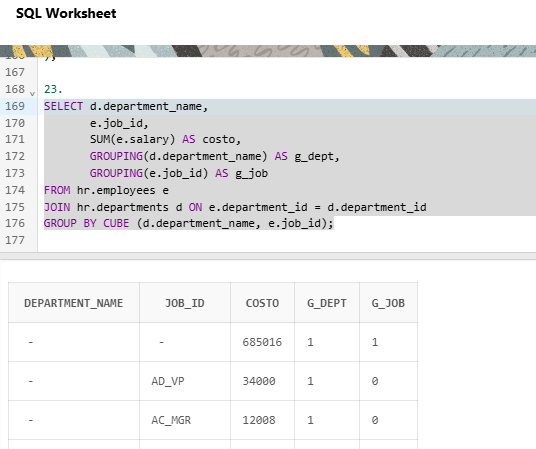 SQL Worksheet
167
168 23.
169 SELECT d.department_name,
170 e.job_id,
171 SUM(e.salary) AS costo,
172 GROUPING(d.department_name) AS g_dept,
173 GROUPING(e.job_id) AS g_job
174 FROM hr.employees e
175 JOIN hr.departments d ON e.department_id = d.department_id
176 GROUP BY CUBE (d.department_name, e.job_id);
177
DEPARTMENT_NAME JOB_ID COSTO G_DEPT G_JOB
- - 685016 1 1
- AD_VP 34000 1 0
- AC_MGR 12008 1 0